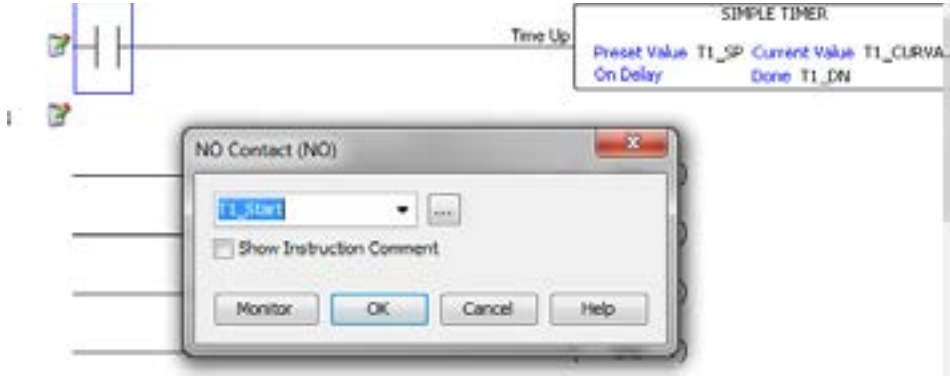 SIMPLE TIMER
Time Up
Preset Value T1_SP Current Value T1_CURVA
On Delay Done T1_DN
NO Contact (NO)
T1_Start
...
Show Instruction Comment
Monitor OK Cancel Help